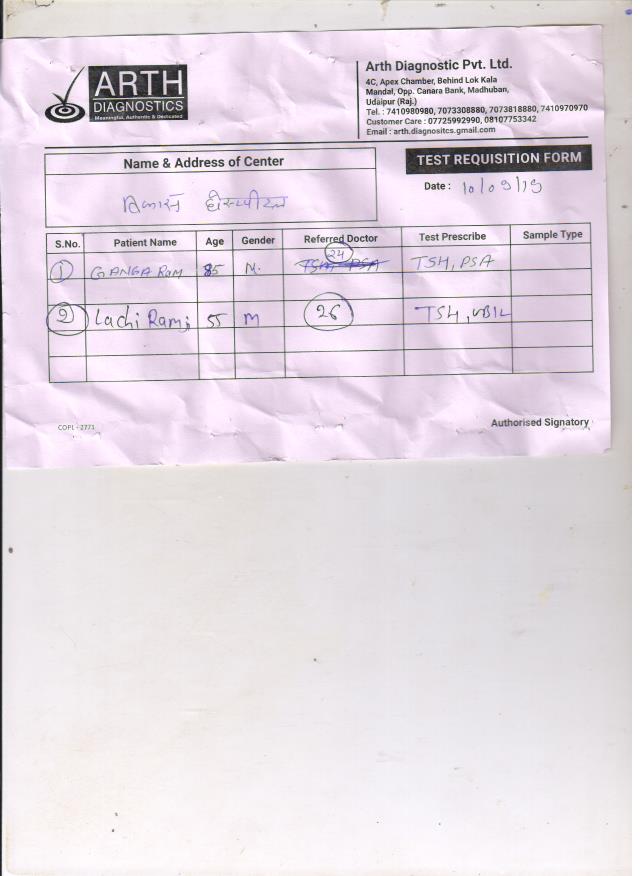 ARTH
DIAGNOSTICS
Meaningful, Authentic & Dedicated
Arth Diagnostic Pvt. Ltd.
4C, Apex Chamber, Behind Lok Kala
Mandal, Opp. Canara Bank, Madhuban,
Udaipur (Raj.)
Tel. : 7410980980, 7073308880, 7073818880, 7410970970
Customer Care : 07725992990, 08107753342
Email : arth.diagnositcs.gmail.com
Name & Address of Center
TEST REQUISITION FORM
Date : 10/09/19
हॉस्पीटल
S.No. Patient Name Age Gender Referred Doctor Test Prescribe Sample Type
1 GANGA RAM 85 M. 24 TSH, PSA
2 Lachi Ramj 55 M 26 TSH, VBIL
COPL - 2771
Authorised Signatory